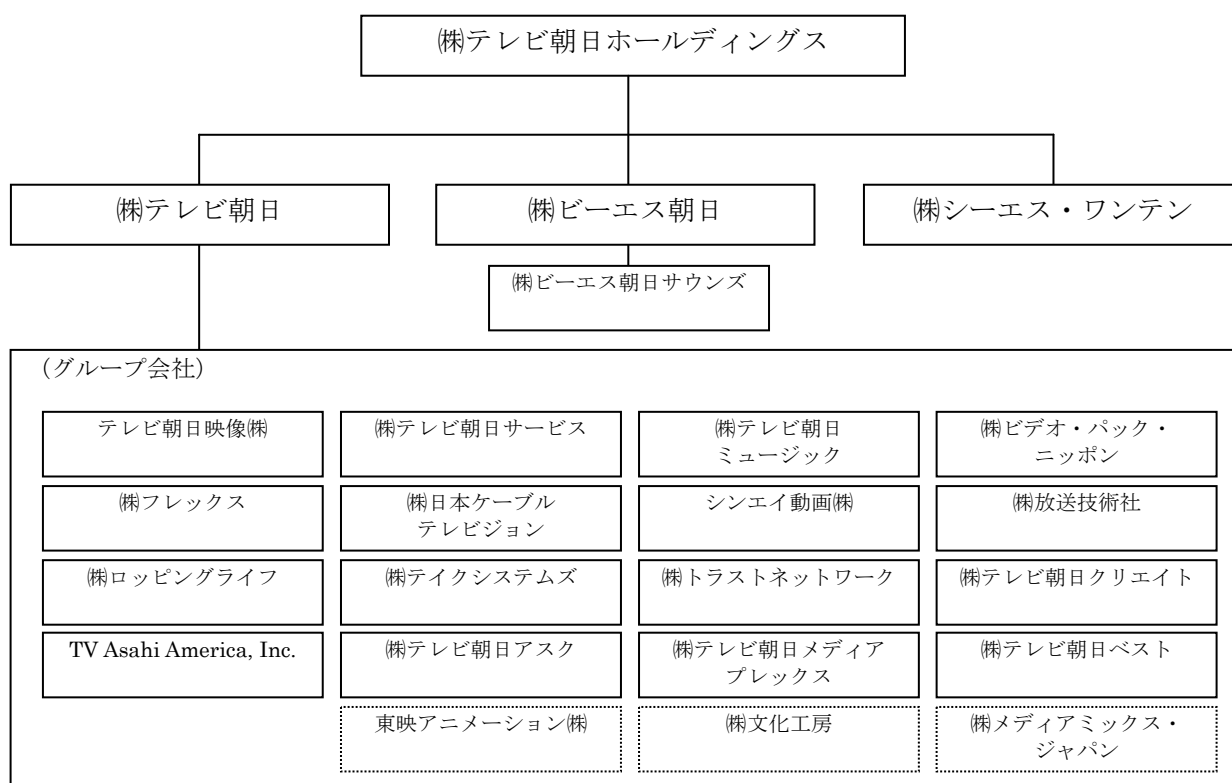 ㈱テレビ朝日ホールディングス
㈱テレビ朝日
㈱ビーエス朝日
㈱シーエス・ワンテン
㈱ビーエス朝日サウンズ
(グループ会社)
テレビ朝日映像㈱
㈱テレビ朝日サービス
㈱テレビ朝日
ミュージック
㈱ビデオ・パック・
ニッポン
㈱フレックス
㈱日本ケーブル
テレビジョン
シンエイ動画㈱
㈱放送技術社
㈱ロッピングライフ
㈱テイクシステムズ
㈱トラストネットワーク
㈱テレビ朝日クリエイト
TV Asahi America, Inc.
㈱テレビ朝日アスク
㈱テレビ朝日メディア
プレックス
㈱テレビ朝日ベスト
東映アニメーション㈱
㈱文化工房
㈱メディアミックス・
ジャパン